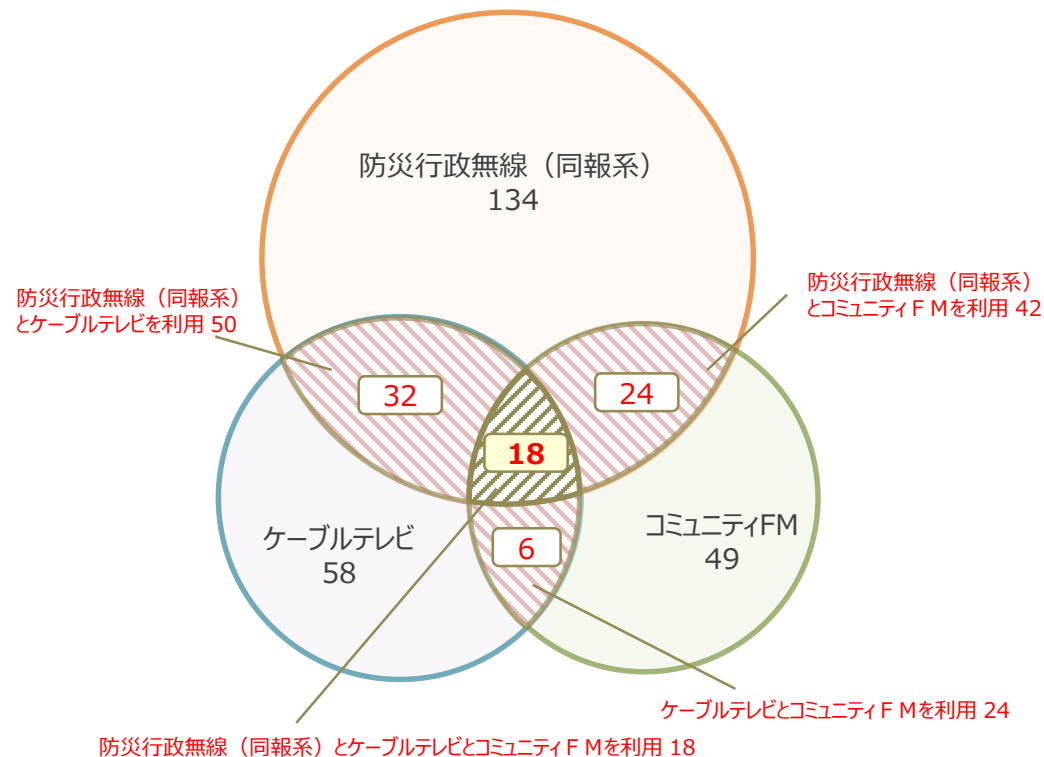 防災行政無線（同報系）
134
防災行政無線（同報系）
とケーブルテレビを利用 50
防災行政無線（同報系）
とコミュニティＦＭを利用 42
32
24
18
ケーブルテレビ
58
6
コミュニティFM
49
ケーブルテレビとコミュニティＦＭを利用 24
防災行政無線（同報系）とケーブルテレビとコミュニティＦＭを利用 18